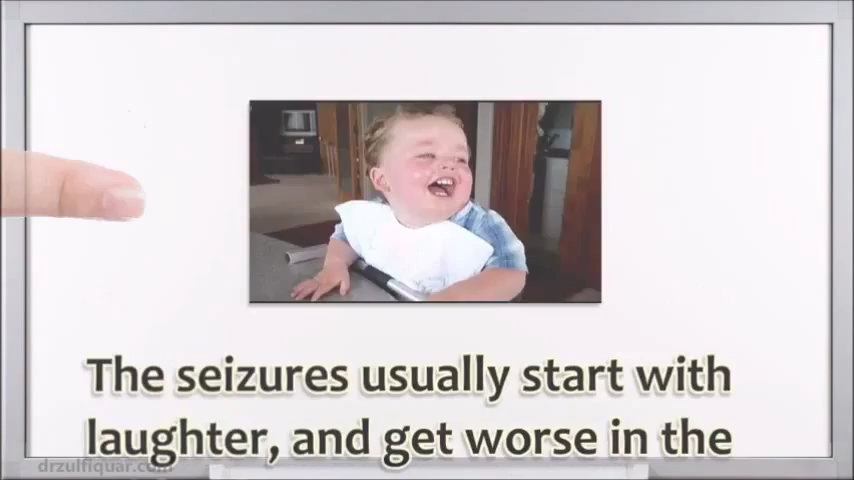 The seizures usually start with
laughter, and get worse in the
drzulfiquar.com